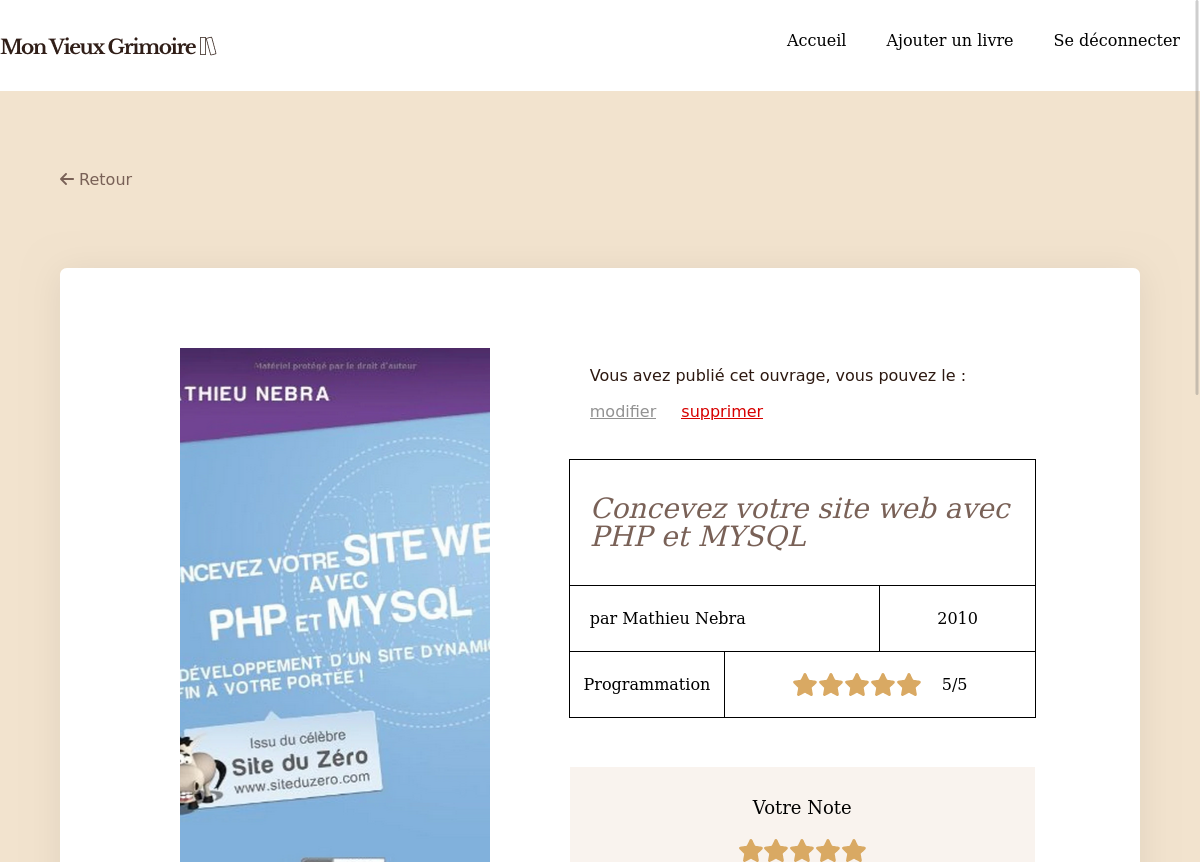 Mon Vieux Grimoire
Accueil
Ajouter un livre
Se déconnecter
Retour
Matériel protégé par le droit d'auteur
THIEU NEBRA
NCEVEZ VOTRE SITE WE
AVEC
PHP ET MYSQL
DÉVELOPPEMENT D'UN SITE DYNAMI
FIN À VOTRE PORTÉE !
Issu du célèbre
Site du Zéro
www.siteduzero.com
Vous avez publié cet ouvrage, vous pouvez le :
modifier
supprimer
Concevez votre site web avec
PHP et MYSQL
par Mathieu Nebra
2010
Programmation
5/5
Votre Note